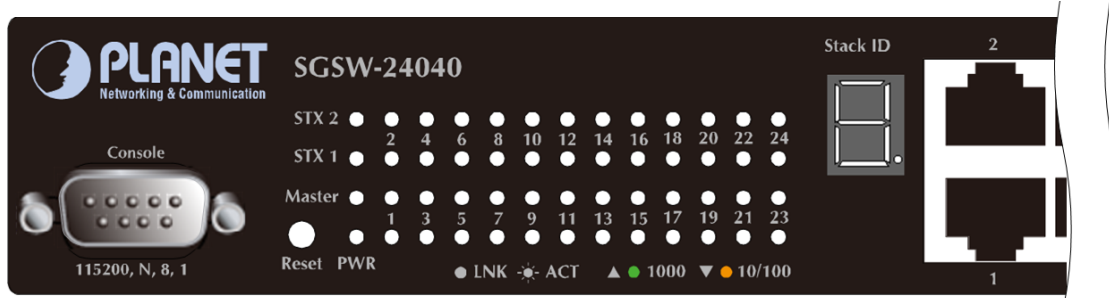 PLANET
Networking & Communication
SGSW-24040
Stack ID
2
STX 2
2 4 6 8 10 12 14 16 18 20 22 24
STX 1
Console
Master
1 3 5 7 9 11 13 15 17 19 21 23
Reset PWR
115200, N, 8, 1
LNK ACT 1000 10/100
1